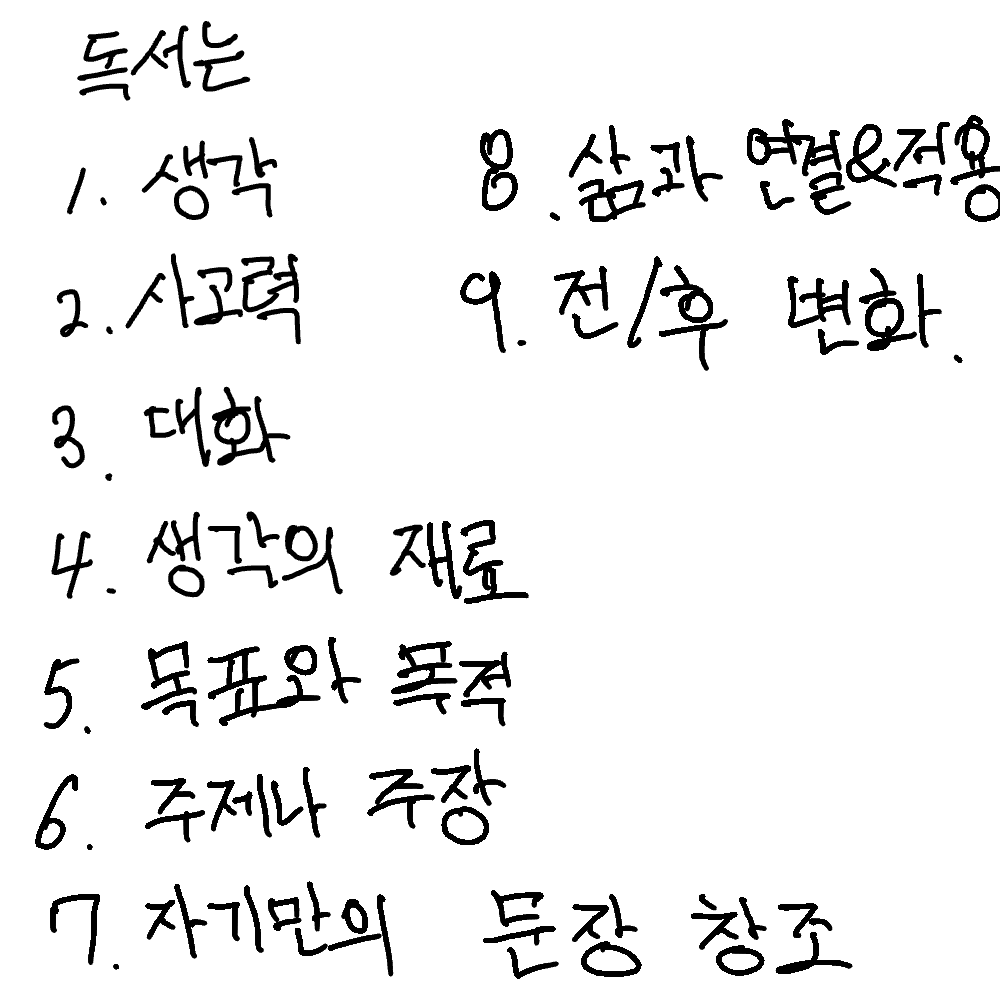 독서는
1. 생각
2. 사고력
3. 대화
4. 생각의 재료
5. 목표와 목적
6. 주제나 주장
7. 자기만의 문장 창조
8. 삶과 연결&적용
9. 전/후 변화.